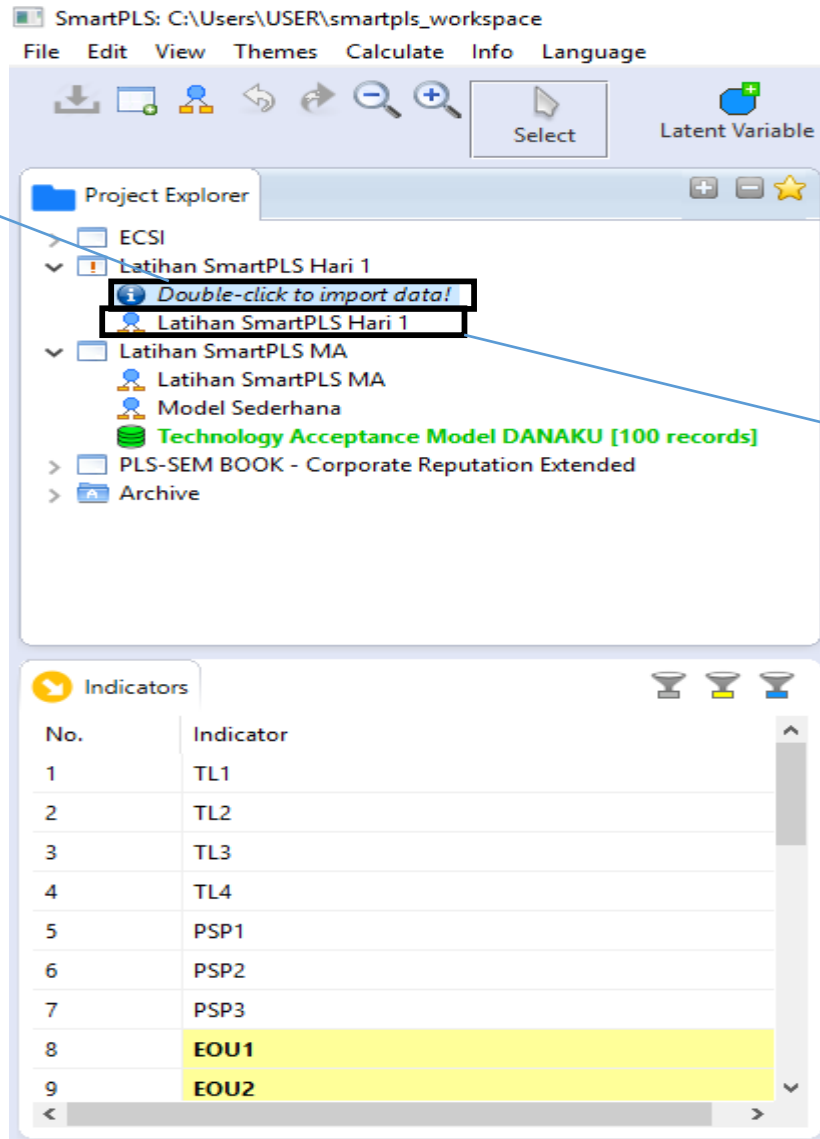 SmartPLS: C:\Users\USER\smartpls_workspace
File Edit View Themes Calculate Info Language
Select
Latent Variable
Project Explorer
ECSI
Latihan SmartPLS Hari 1
Double-click to import data!
Latihan SmartPLS Hari 1
Latihan SmartPLS MA
Latihan SmartPLS MA
Model Sederhana
Technology Acceptance Model DANAKU [100 records]
PLS-SEM BOOK - Corporate Reputation Extended
Archive
Indicators
No. Indicator
1 TL1
2 TL2
3 TL3
4 TL4
5 PSP1
6 PSP2
7 PSP3
8 EOU1
9 EOU2